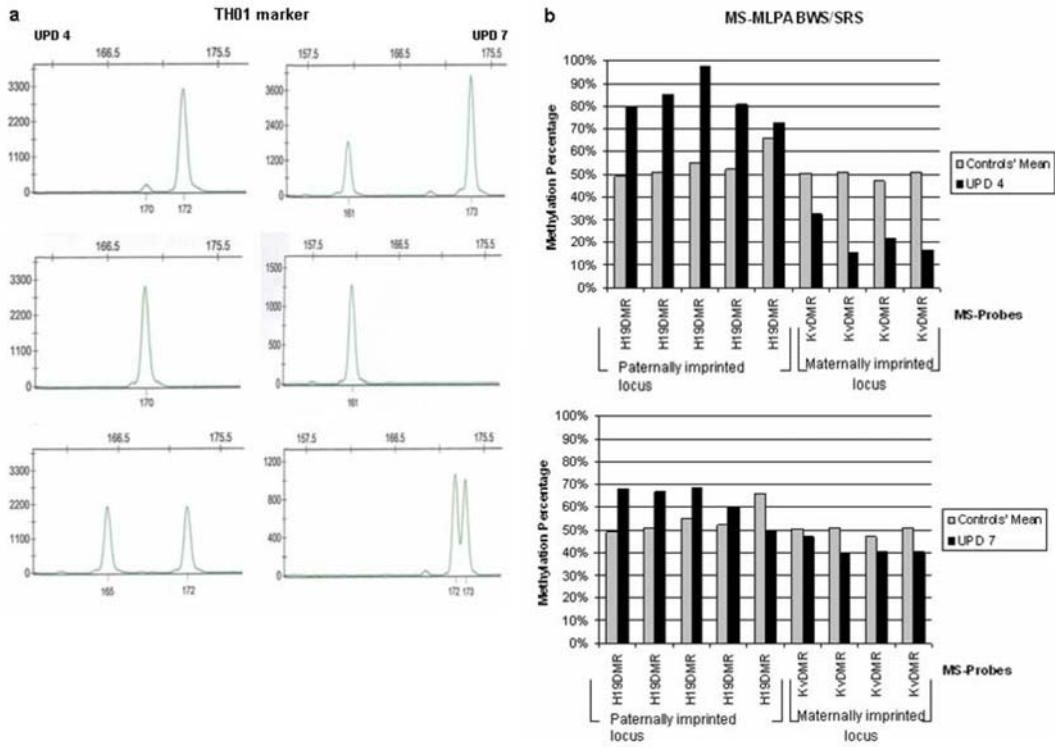 a
TH01 marker
UPD 4
UPD 7
166.5 175.5
3300
2200
1100
0
170 172
157.5 166.5 175.5
3600
2400
1200
0
161 173
166.5 175.5
3300
2200
1100
0
170
157.5 166.5 175.5
1500
1000
500
0
161
166.5 175.5
3300
2200
1100
0
165 172
157.5 166.5 175.5
1200
800
400
0
172 173
b
MS-MLPA BWS/SRS
Methylation Percentage
100%
90%
80%
70%
60%
50%
40%
30%
20%
10%
0%
H19DMR H19DMR H19DMR H19DMR H19DMR KvDMR KvDMR KvDMR KvDMR
MS-Probes
Paternally imprinted
locus
Maternally imprinted
locus
Controls' Mean
UPD 4
Methylation Percentage
100%
90%
80%
70%
60%
50%
40%
30%
20%
10%
0%
H19DMR H19DMR H19DMR H19DMR H19DMR KvDMR KvDMR KvDMR KvDMR
MS-Probes
Paternally imprinted
locus
Maternally imprinted
locus
Controls' Mean
UPD 7